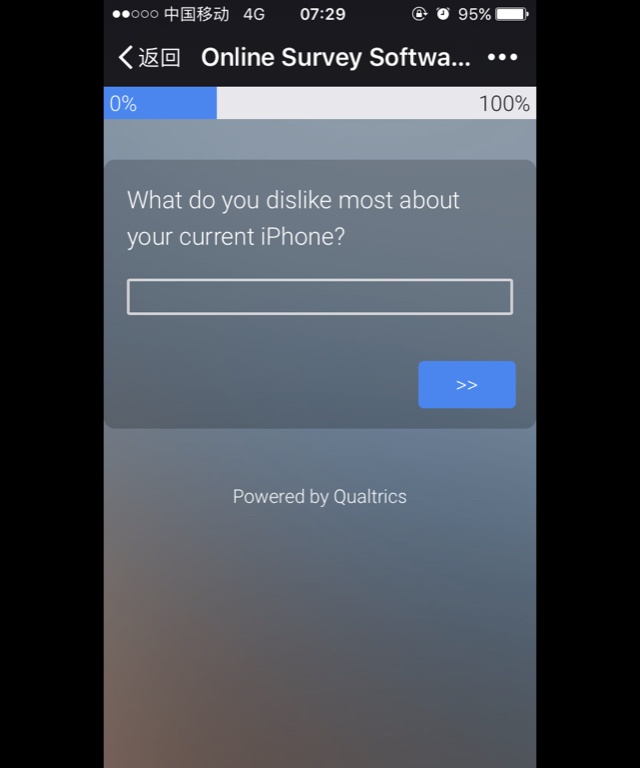 中国移动 4G 07:29 95%
返回 Online Survey Softwa... •••
0% 100%
What do you dislike most about
your current iPhone?
>>
Powered by Qualtrics